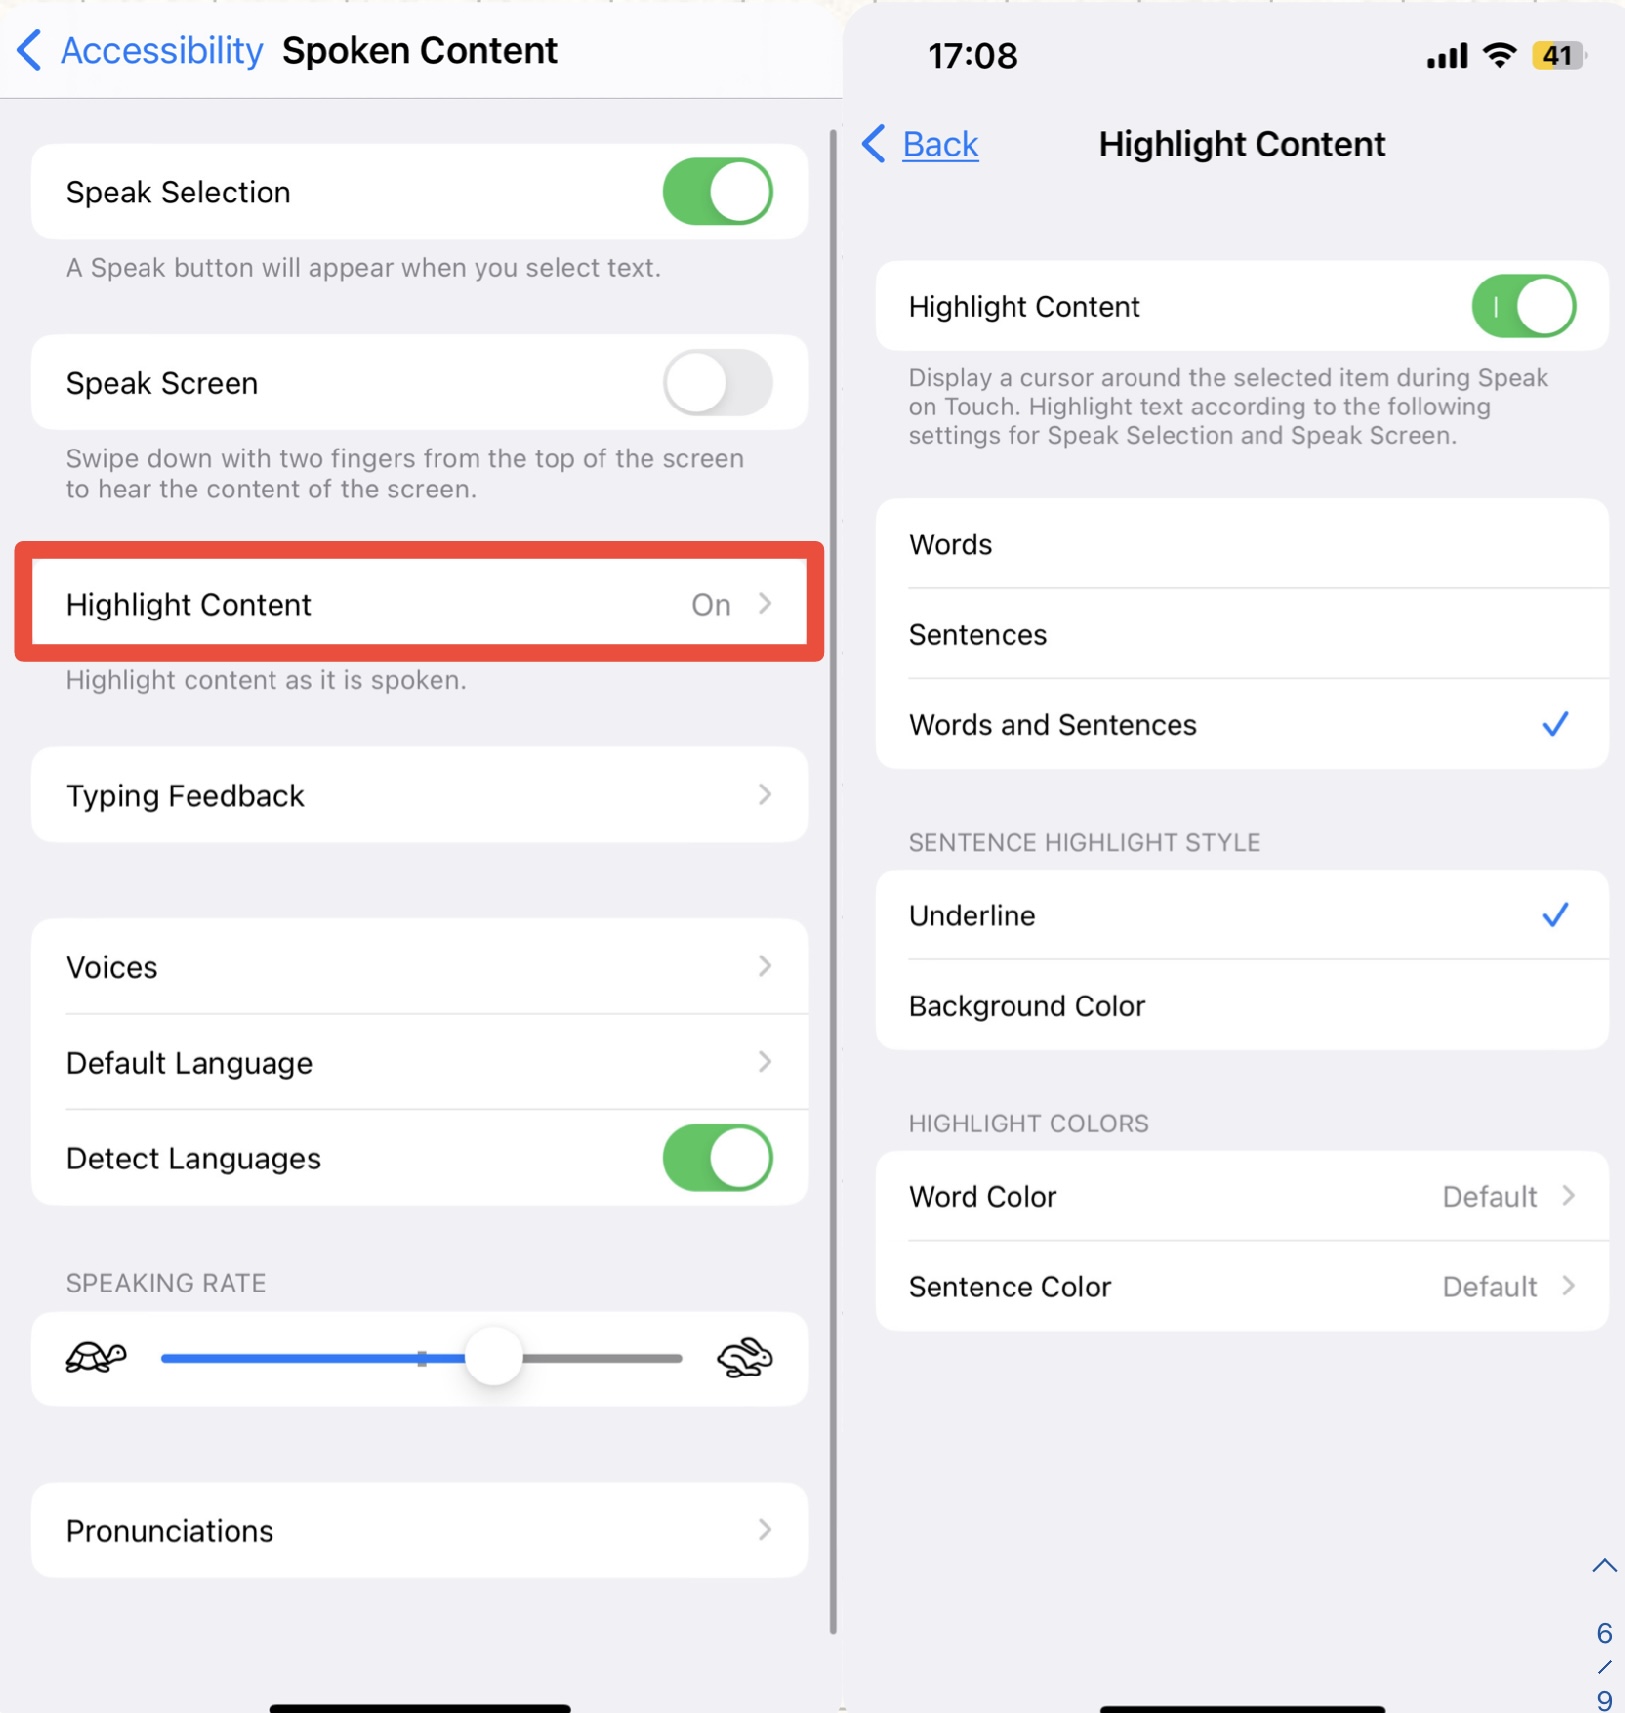 Accessibility
Spoken Content
Speak Selection
A Speak button will appear when you select text.
Speak Screen
Swipe down with two fingers from the top of the screen
to hear the content of the screen.
Highlight Content
On
Highlight content as it is spoken.
Typing Feedback
Voices
Default Language
Detect Languages
SPEAKING RATE
Pronunciations
17:08
41
Back
Highlight Content
Highlight Content
Display a cursor around the selected item during Speak
on Touch. Highlight text according to the following
settings for Speak Selection and Speak Screen.
Words
Sentences
Words and Sentences
SENTENCE HIGHLIGHT STYLE
Underline
Background Color
HIGHLIGHT COLORS
Word Color
Default
Sentence Color
Default
6
/
9